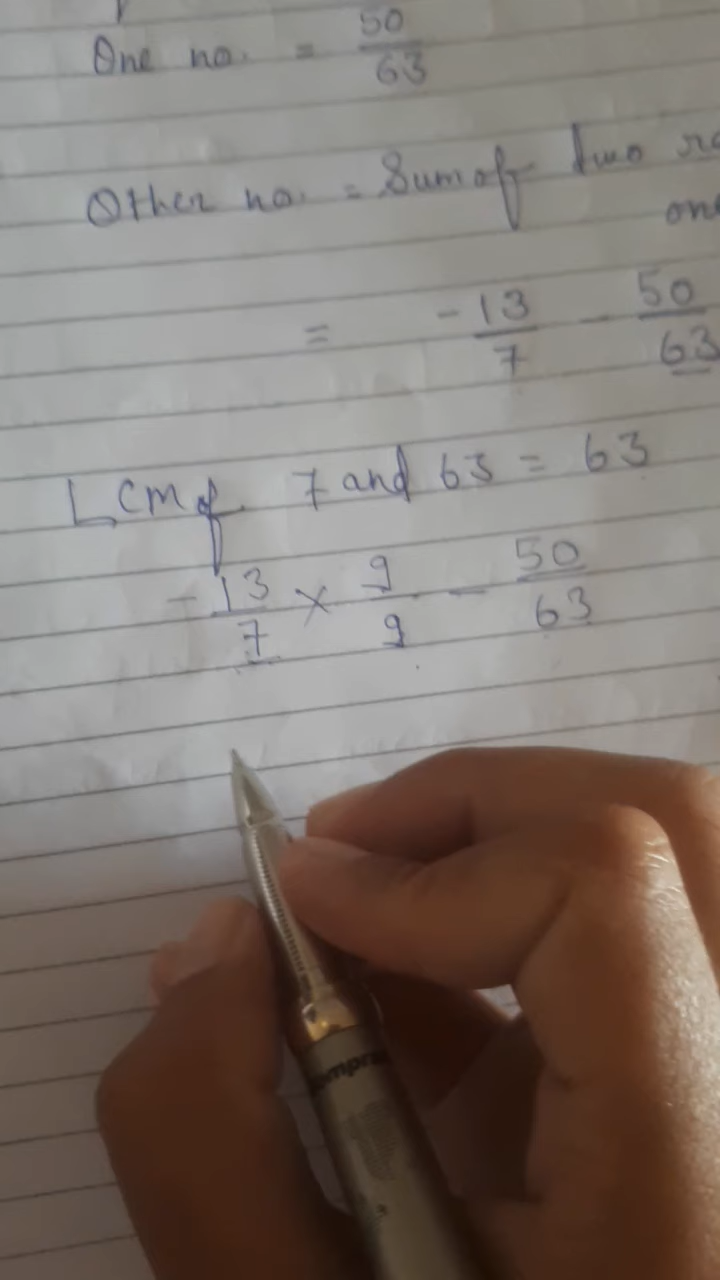 One no. = 50/63
Other no. = Sum of two
one
= -13/7 - 50/63
LCM of 7 and 63 = 63
-13/7 × 9/9 - 50/63